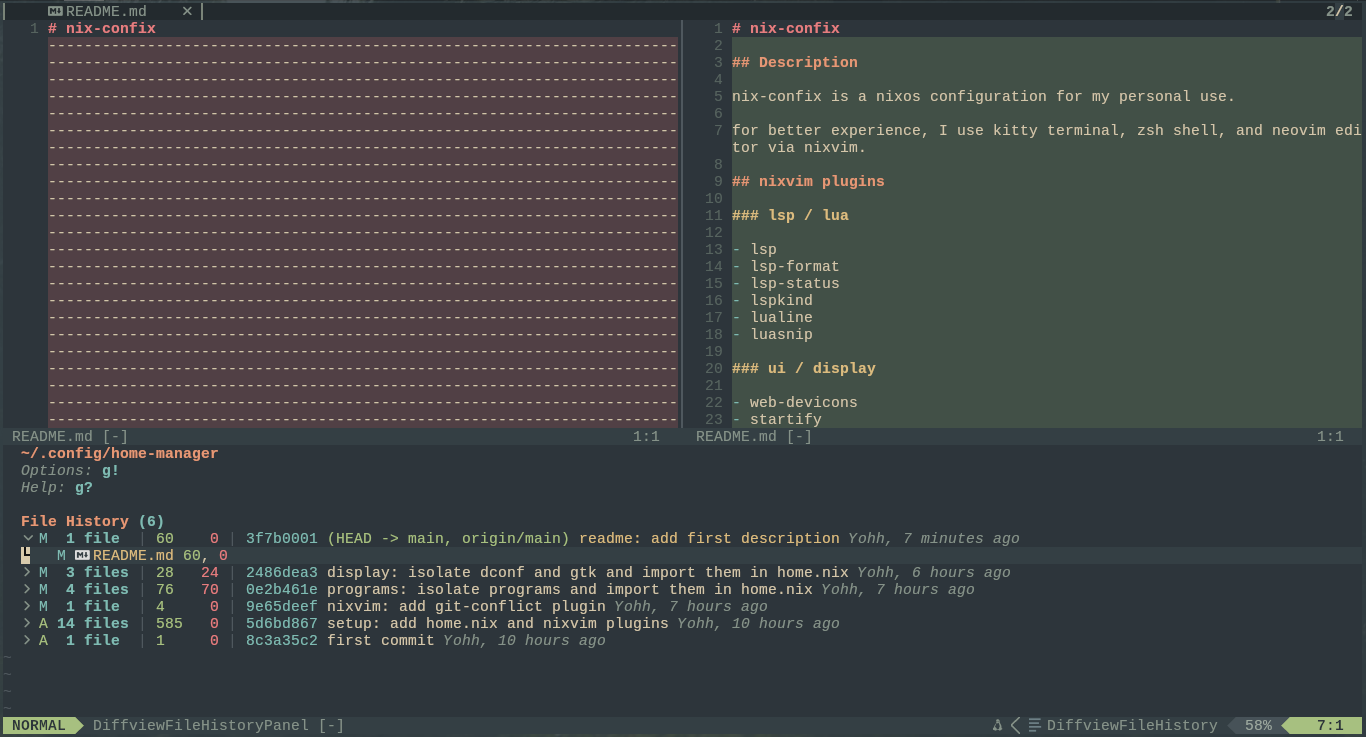 README.md ✕ 2/2
1 # nix-confix
1 # nix-confix
2
3 ## Description
4
5 nix-confix is a nixos configuration for my personal use.
6
7 for better experience, I use kitty terminal, zsh shell, and neovim edi
tor via nixvim.
8
9 ## nixvim plugins
10
11 ### lsp / lua
12
13 - lsp
14 - lsp-format
15 - lsp-status
16 - lspkind
17 - lualine
18 - luasnip
19
20 ### ui / display
21
22 - web-devicons
23 - startify
README.md [-] 1:1
README.md [-] 1:1
~/.config/home-manager
Options: g!
Help: g?
File History (6)
M 1 file | 60 0 | 3f7b0001 (HEAD -> main, origin/main) readme: add first description Yohh, 7 minutes ago
M README.md 60, 0
M 3 files | 28 24 | 2486dea3 display: isolate dconf and gtk and import them in home.nix Yohh, 6 hours ago
M 4 files | 76 70 | 0e2b461e programs: isolate programs and import them in home.nix Yohh, 7 hours ago
M 1 file | 4 0 | 9e65deef nixvim: add git-conflict plugin Yohh, 7 hours ago
A 14 files | 585 0 | 5d6bd867 setup: add home.nix and nixvim plugins Yohh, 10 hours ago
A 1 file | 1 0 | 8c3a35c2 first commit Yohh, 10 hours ago
~
~
~
~
NORMAL DiffviewFileHistoryPanel [-] DiffviewFileHistory 58% 7:1